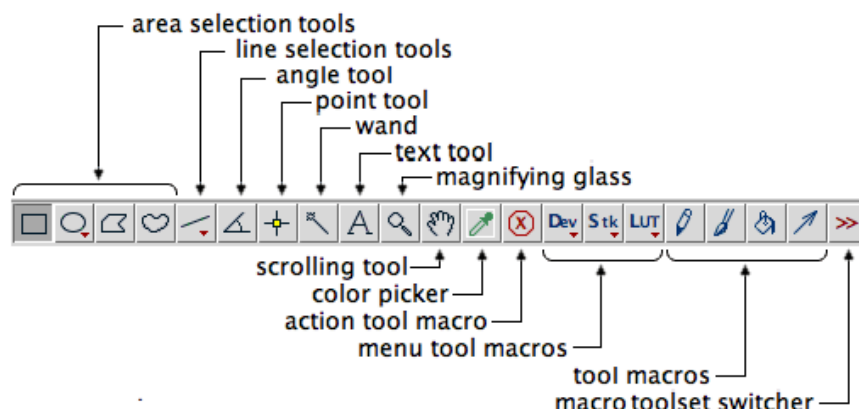 area selection tools
line selection tools
angle tool
point tool
wand
text tool
magnifying glass
A
Dev Stk LUT >>
scrolling tool
color picker
action tool macro
menu tool macros
tool macros
macro toolset switcher